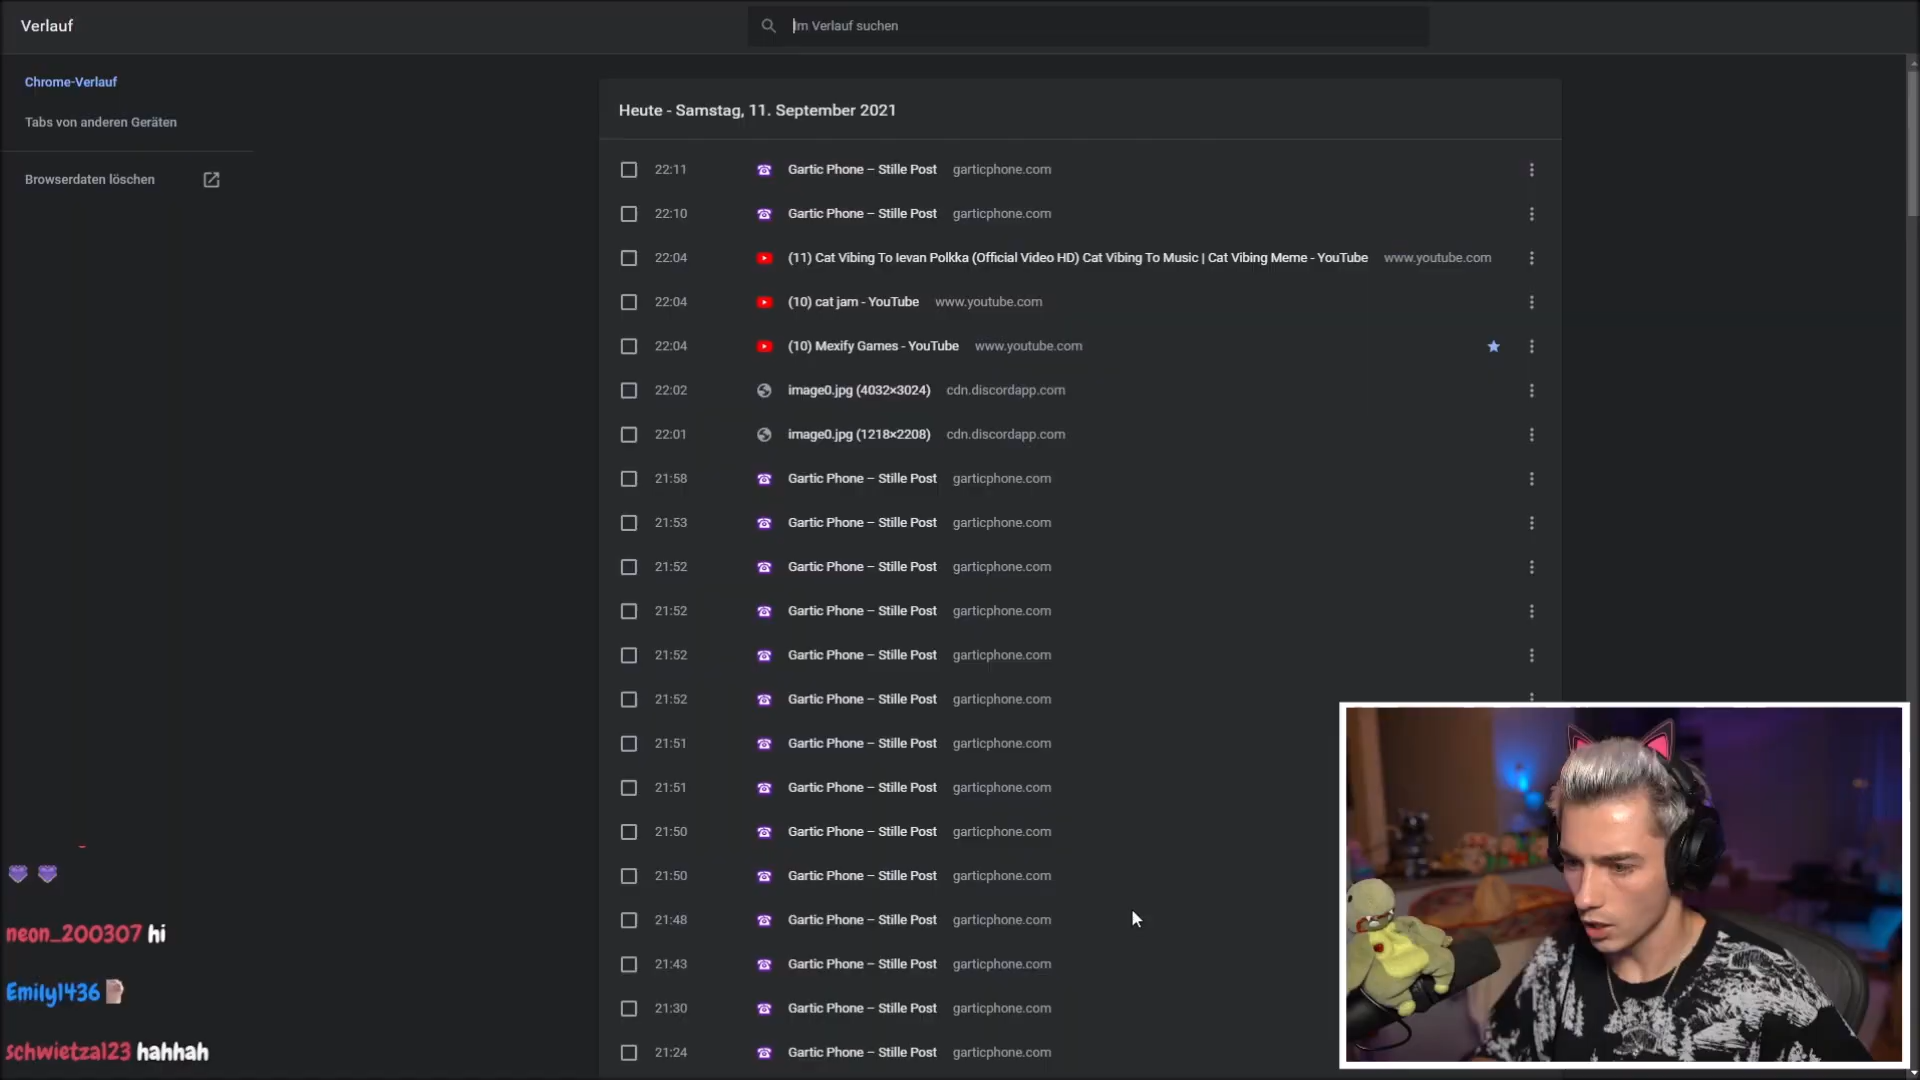 Verlauf
Im Verlauf suchen
Chrome-Verlauf
Tabs von anderen Geräten
Browserdaten löschen
Heute - Samstag, 11. September 2021
22:11 Gartic Phone – Stille Post garticphone.com
22:10 Gartic Phone – Stille Post garticphone.com
22:04 (11) Cat Vibing To Ievan Polkka (Official Video HD) Cat Vibing To Music | Cat Vibing Meme - YouTube www.youtube.com
22:04 (10) cat jam - YouTube www.youtube.com
22:04 (10) Mexify Games - YouTube www.youtube.com
22:02 image0.jpg (4032×3024) cdn.discordapp.com
22:01 image0.jpg (1218×2208) cdn.discordapp.com
21:58 Gartic Phone – Stille Post garticphone.com
21:53 Gartic Phone – Stille Post garticphone.com
21:52 Gartic Phone – Stille Post garticphone.com
21:52 Gartic Phone – Stille Post garticphone.com
21:52 Gartic Phone – Stille Post garticphone.com
21:52 Gartic Phone – Stille Post garticphone.com
21:51 Gartic Phone – Stille Post garticphone.com
21:51 Gartic Phone – Stille Post garticphone.com
21:50 Gartic Phone – Stille Post garticphone.com
21:50 Gartic Phone – Stille Post garticphone.com
21:48 Gartic Phone – Stille Post garticphone.com
21:43 Gartic Phone – Stille Post garticphone.com
21:30 Gartic Phone – Stille Post garticphone.com
21:24 Gartic Phone – Stille Post garticphone.com
neon_200307 hi
Emily1436
schwietza123 hahhah